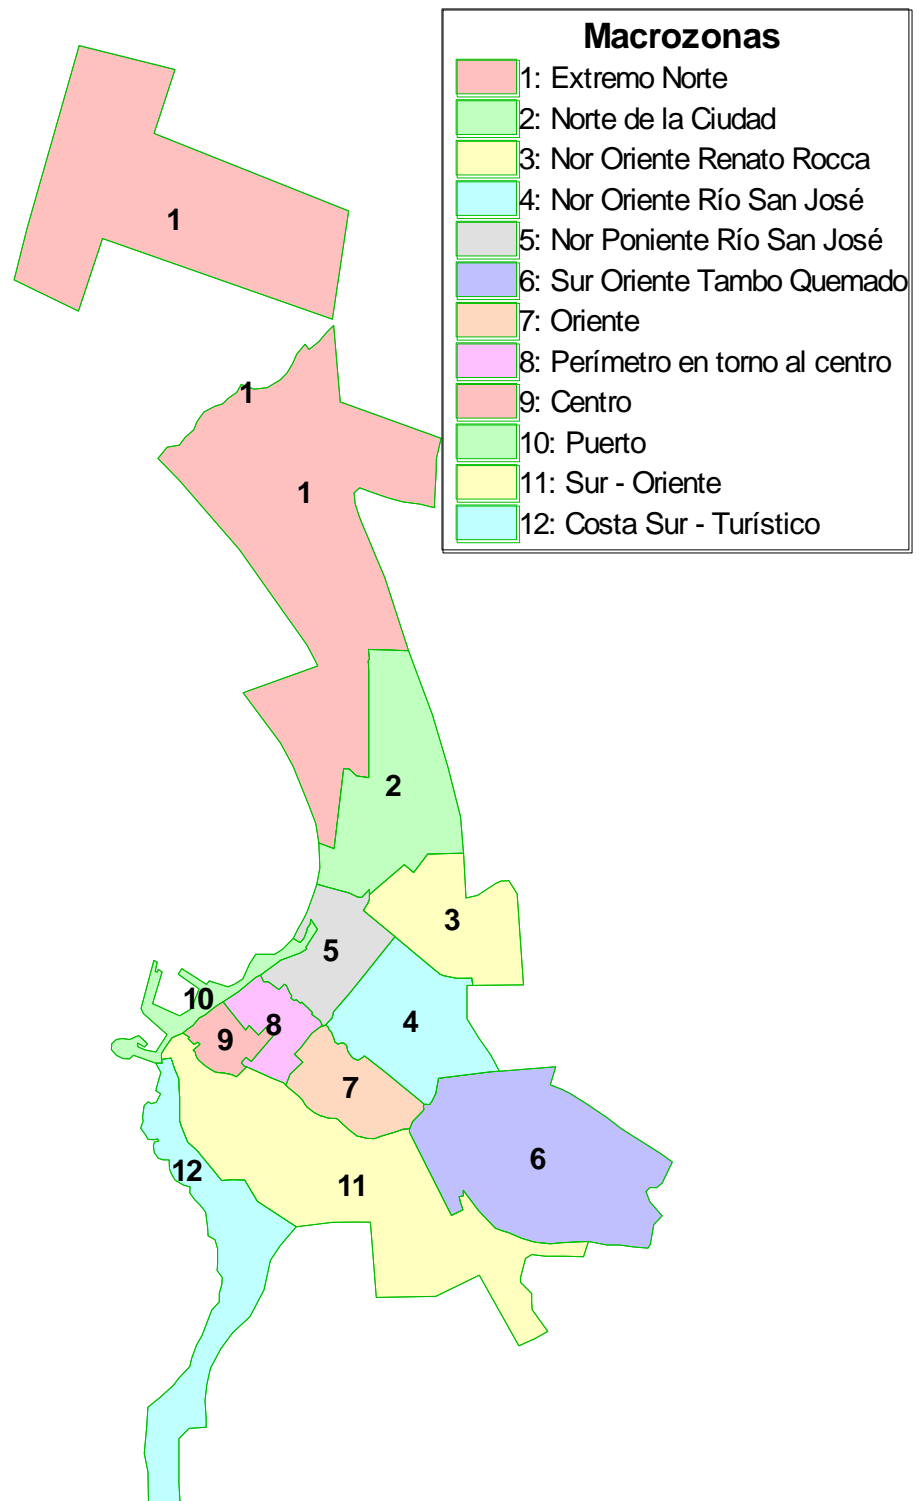 Macrozonas
1: Extremo Norte
2: Norte de la Ciudad
3: Nor Oriente Renato Rocca
4: Nor Oriente Río San José
5: Nor Poniente Río San José
6: Sur Oriente Tambo Quemado
7: Oriente
8: Perímetro en torno al centro
9: Centro
10: Puerto
11: Sur - Oriente
12: Costa Sur - Turístico
1
1
1
2
3
5
10
4
8
9
7
6
12
11